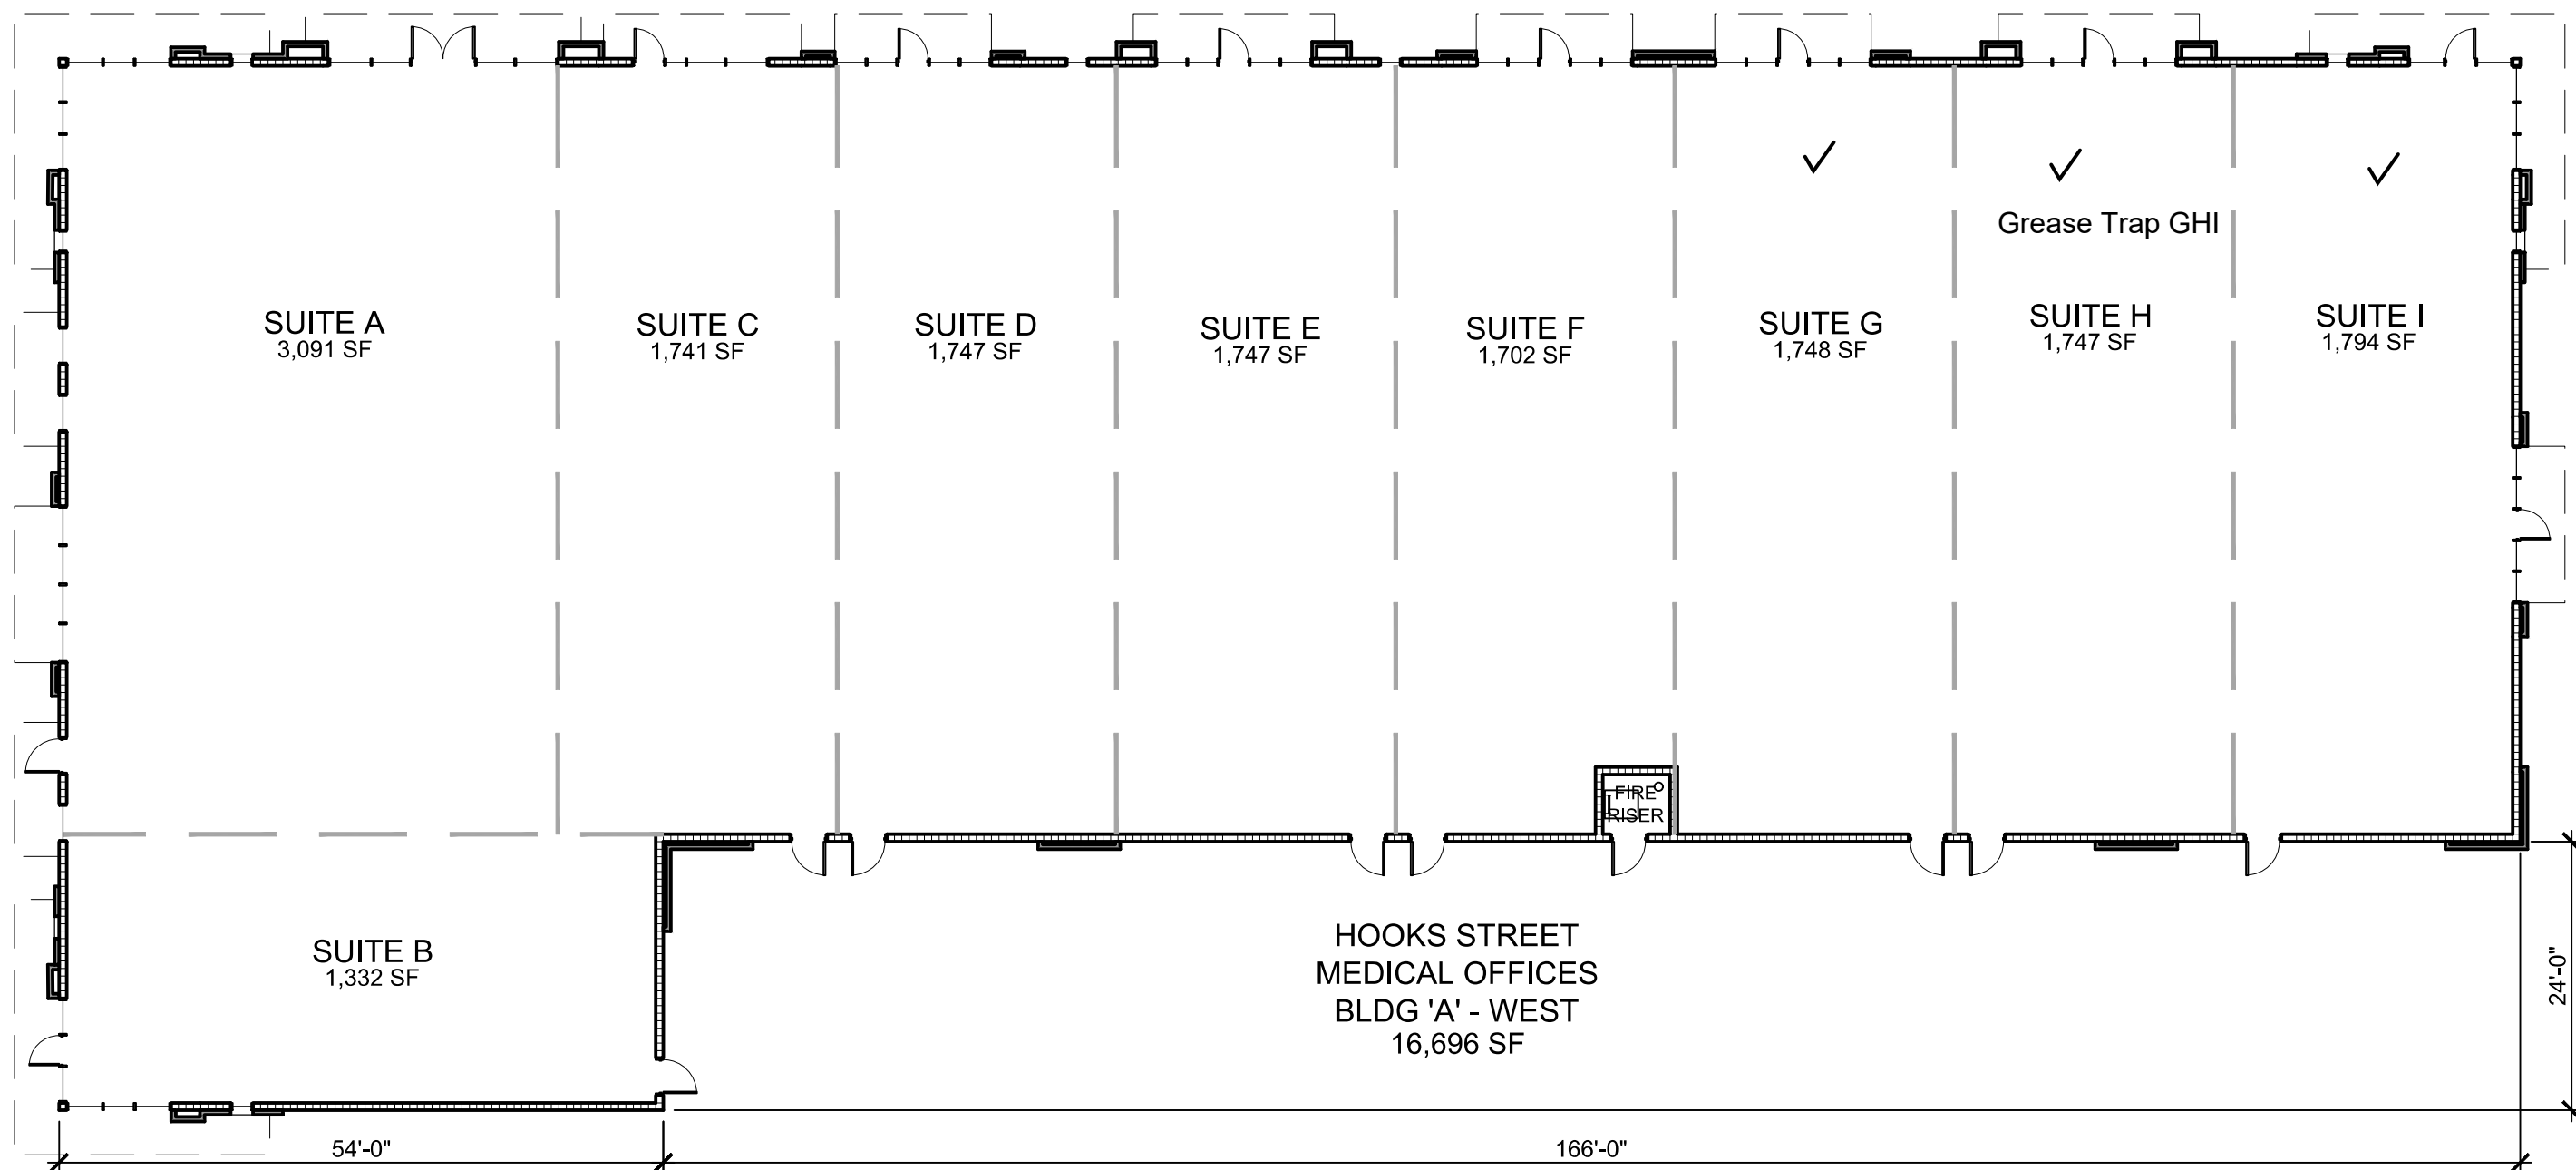 Grease Trap GHI
SUITE A
3,091 SF
SUITE C
1,741 SF
SUITE D
1,747 SF
SUITE E
1,747 SF
SUITE F
1,702 SF
SUITE G
1,748 SF
SUITE H
1,747 SF
SUITE I
1,794 SF
FIRE
RISER
SUITE B
1,332 SF
HOOKS STREET
MEDICAL OFFICES
BLDG 'A' - WEST
16,696 SF
24'-0"
54'-0"
166'-0"